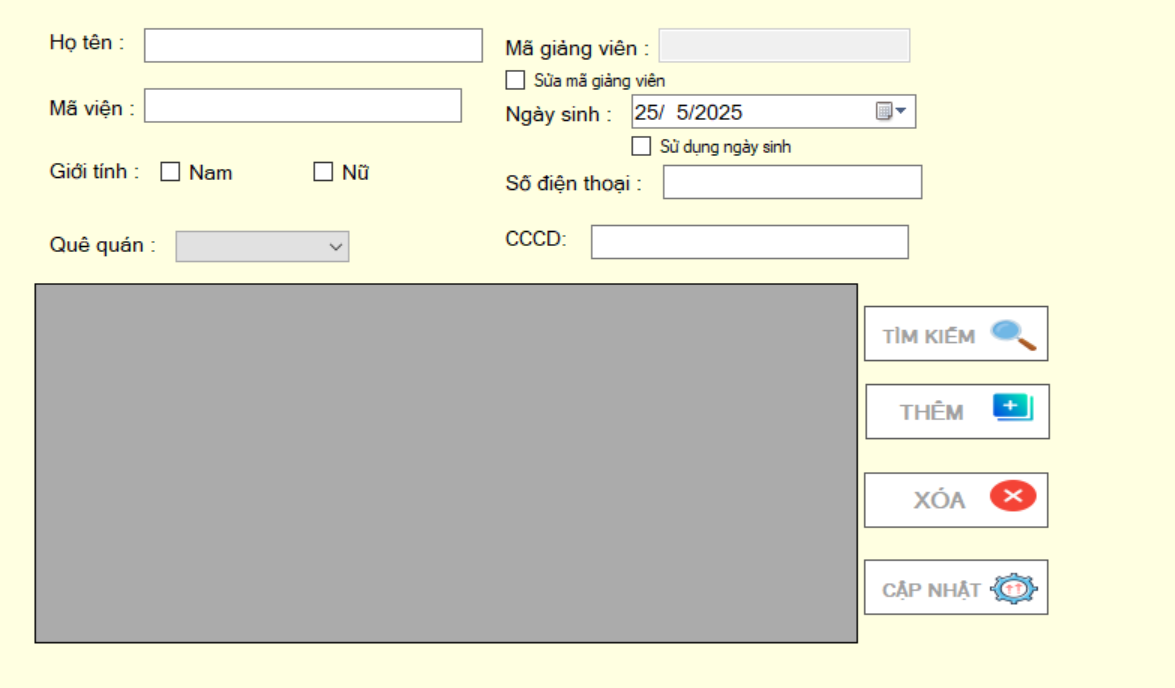 Họ tên :
Mã giảng viên :
Sửa mã giảng viên
Mã viện :
Ngày sinh : 25/ 5/2025
Sử dụng ngày sinh
Giới tính : Nam Nữ
Số điện thoại :
Quê quán :
CCCD:
TÌM KIẾM
THÊM
XÓA
CẬP NHẬT